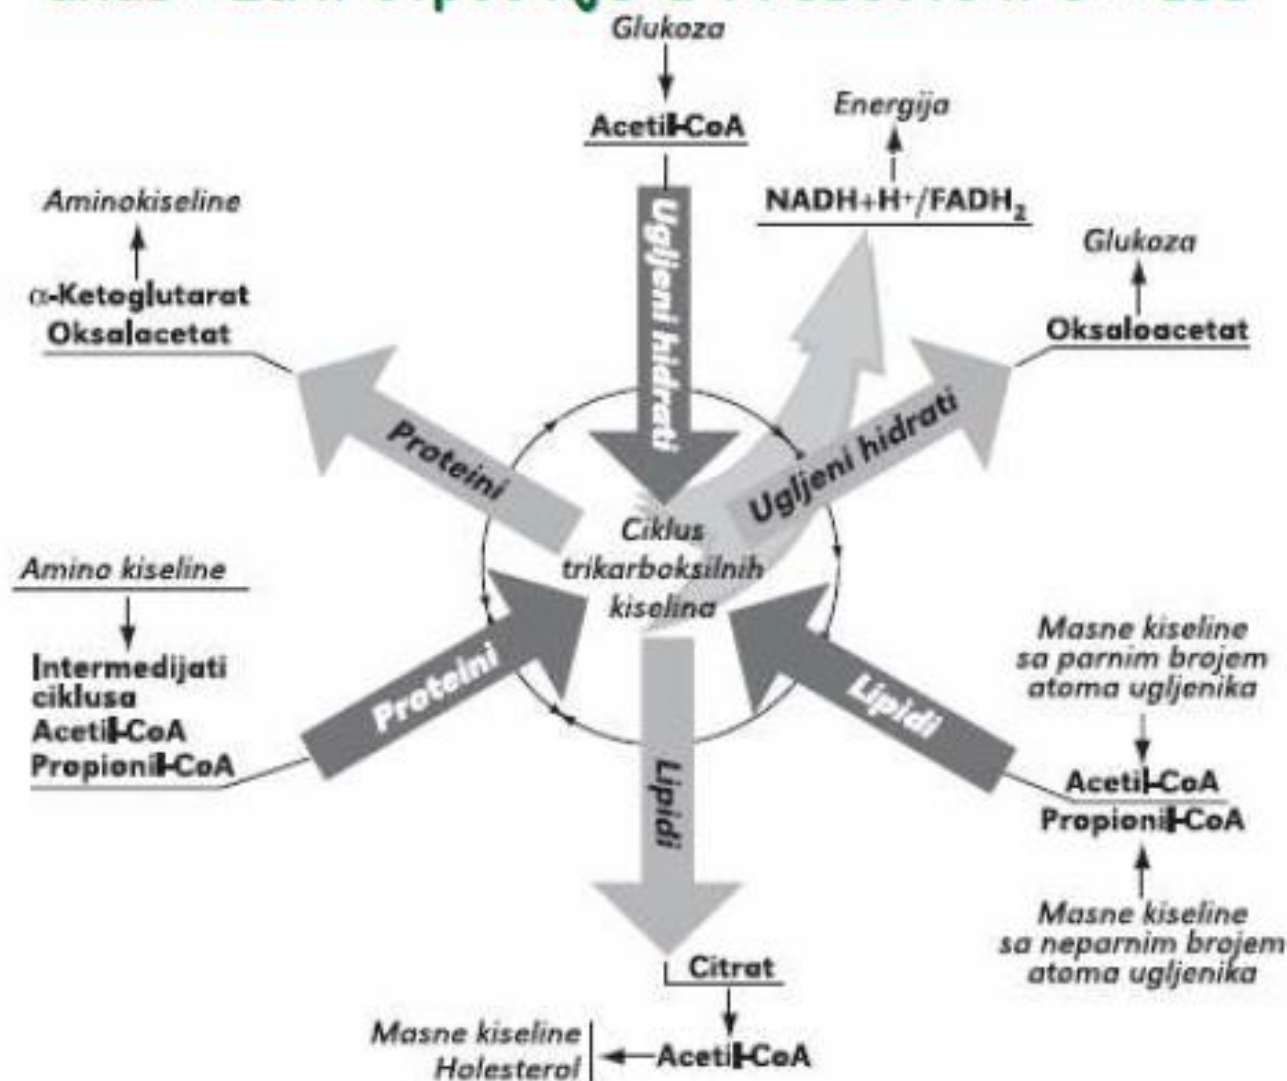 Glukoza
Acetil-CoA
Energija
NADH+H⁺/FADH₂
Aminokiseline
α-Ketoglutarat
Oksalacetat
Glukoza
Oksaloacetat
Ugljeni hidrati
Ugljeni hidrati
Proteini
Ciklus
trikarboksilnih
kiselina
Amino kiseline
Intermedijati
ciklusa
Acetil-CoA
Propionil-CoA
Proteini
Lipidi
Masne kiseline
sa parnim brojem
atoma ugljenika
Acetil-CoA
Propionil-CoA
Masne kiseline
sa neparnim brojem
atoma ugljenika
Lipidi
Citrat
Acetil-CoA
Masne kiseline
Holesterol